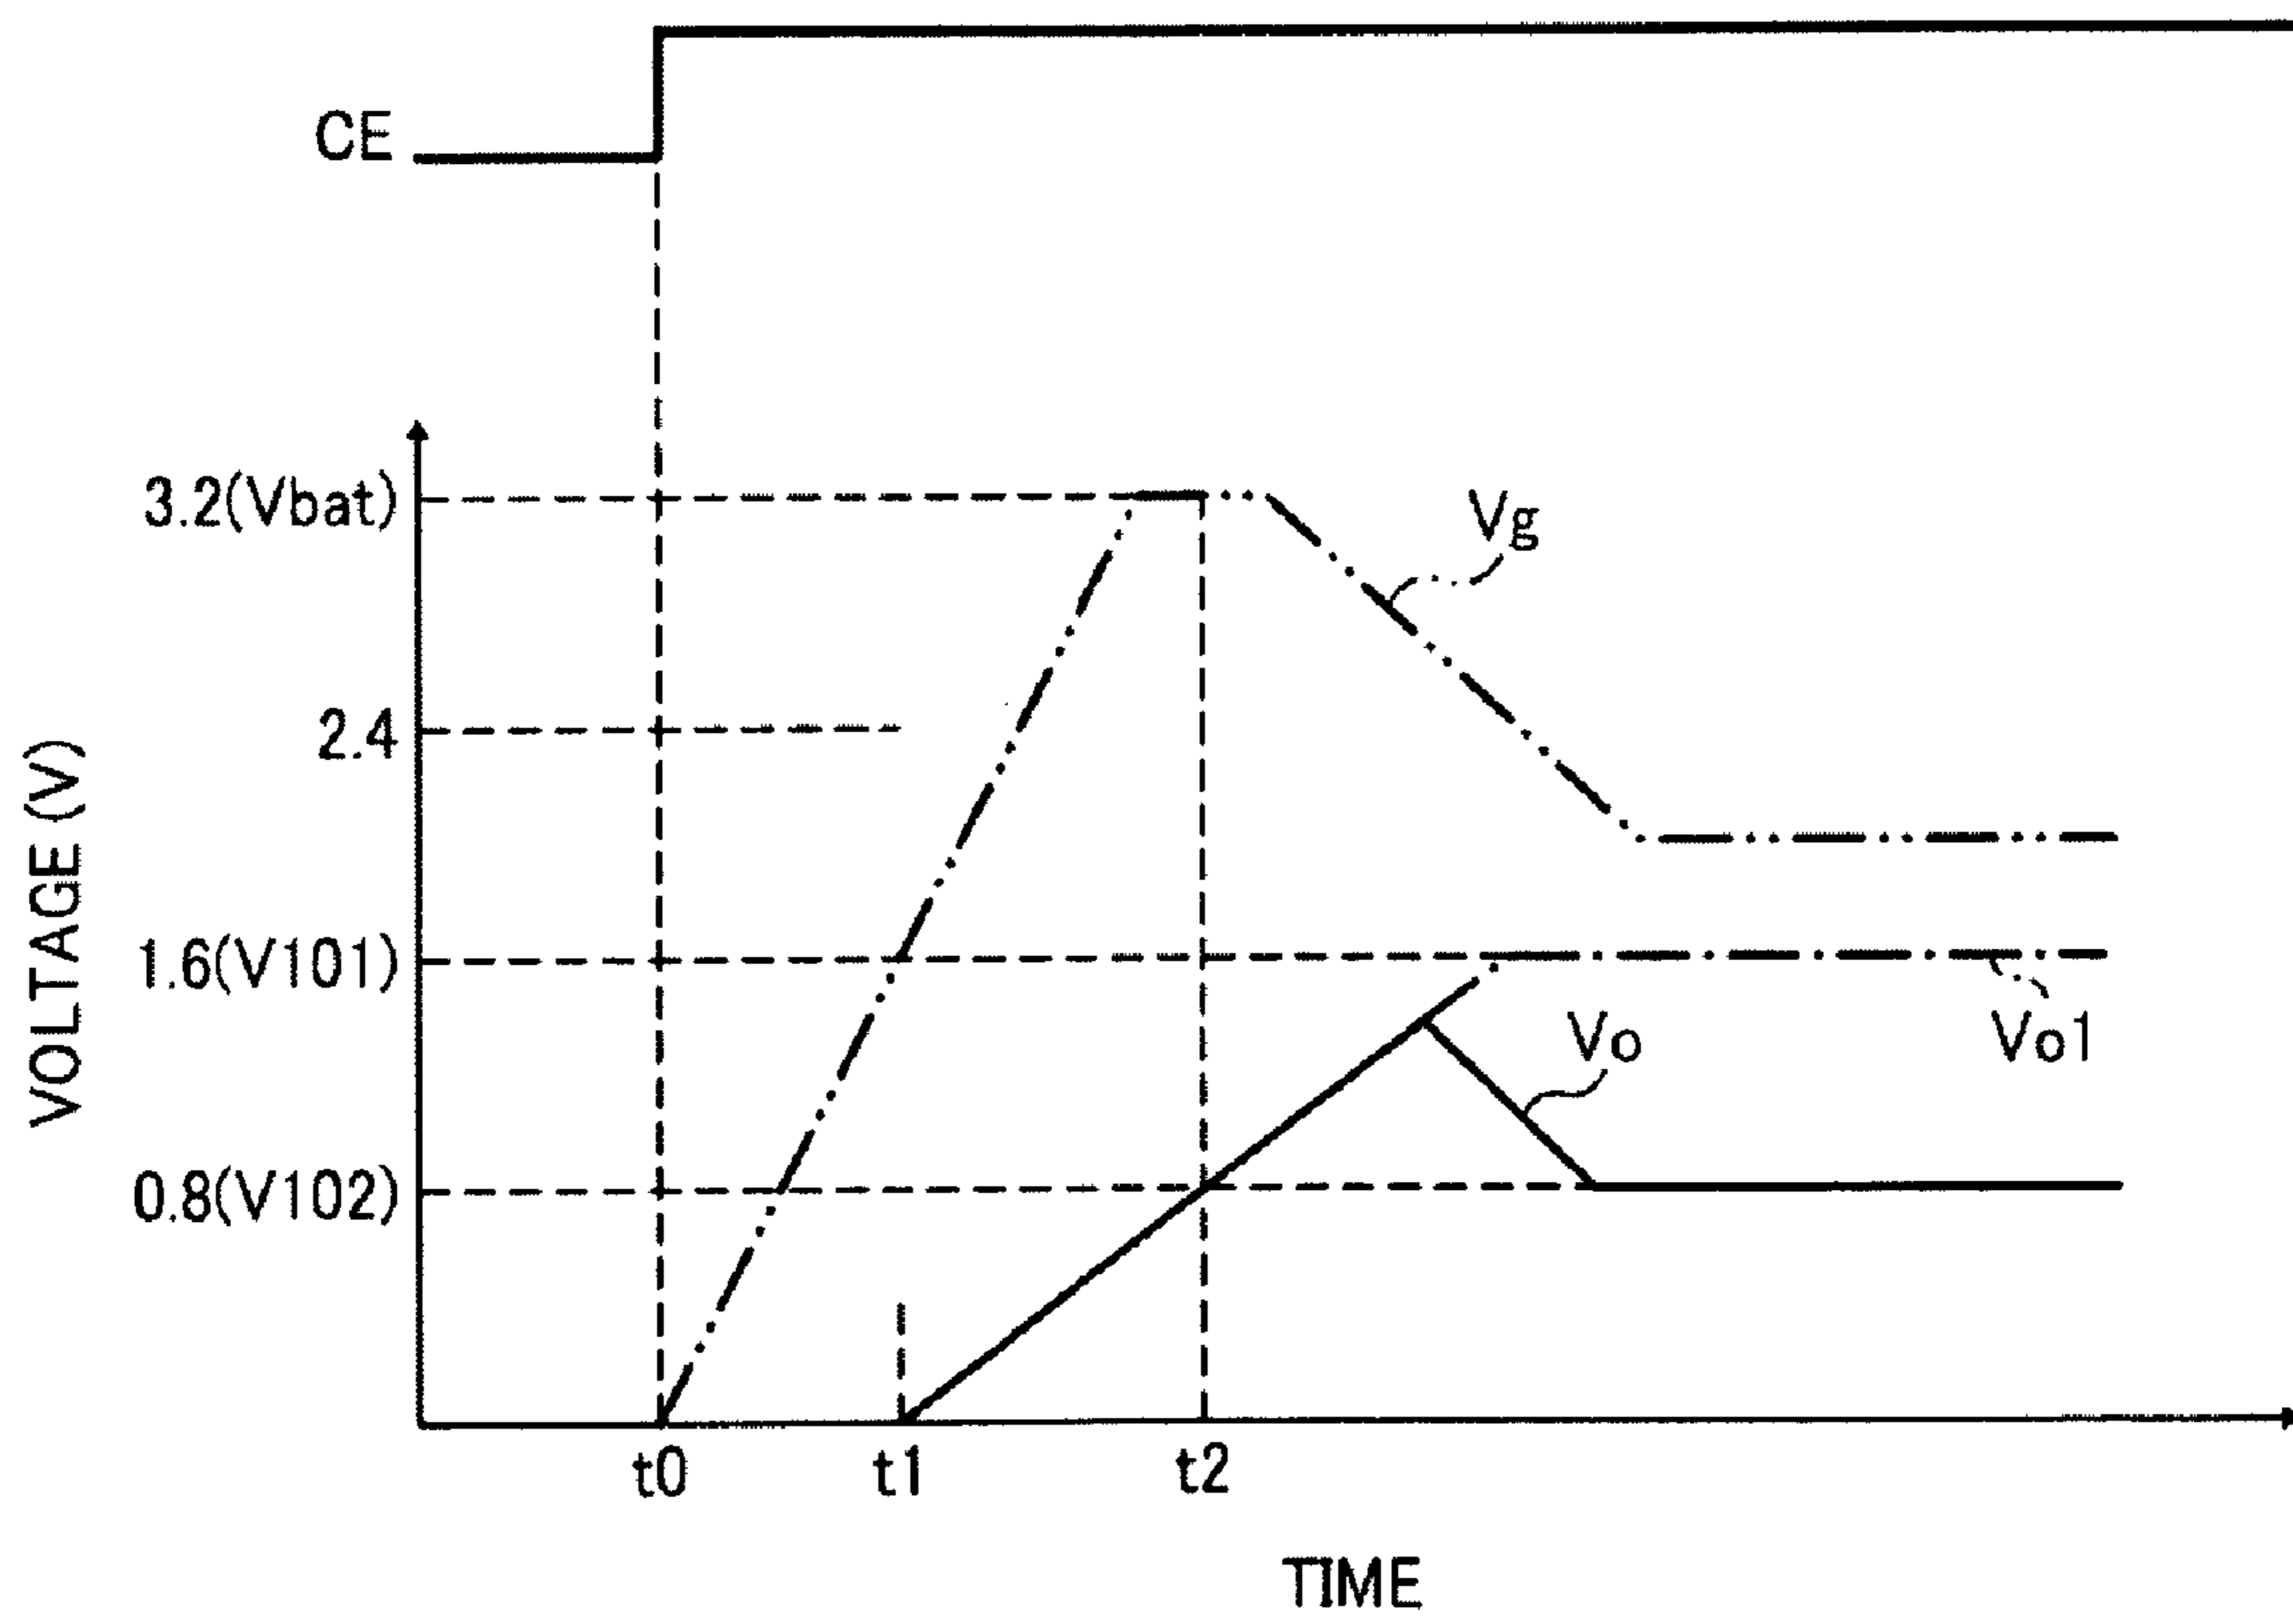 CE
3.2(Vbat)
Vg
2.4
VOLTAGE (V)
1.6(V101)
Vo
Vo1
0.8(V102)
t0
t1
t2
TIME